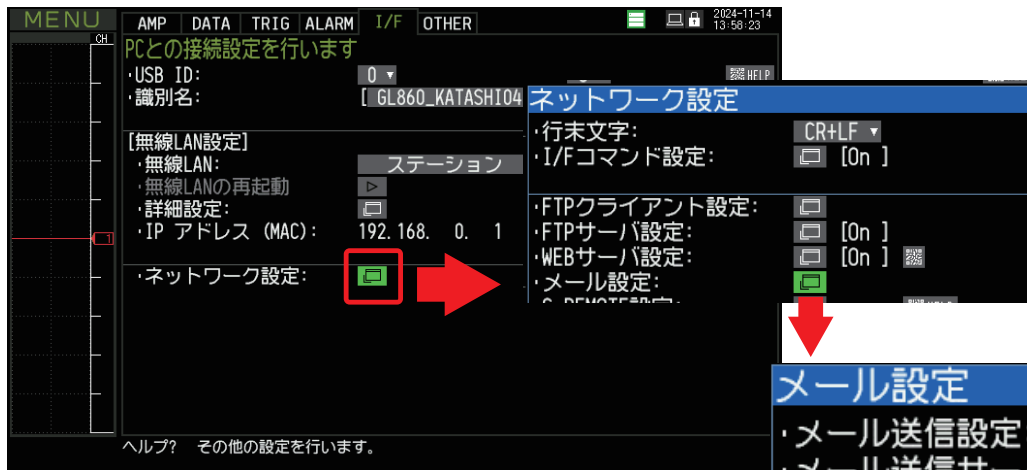 MENU
AMP DATA TRIG ALARM I/F OTHER
2024-11-14
13:58:23
CH
PCとの接続設定を行います
・USB ID: 0 ▼
HELP
・識別名: [ GL860_KATASHI04
[無線LAN設定]
・無線LAN: ステーション
・無線LANの再起動
・詳細設定:
・IP アドレス (MAC): 192.168. 0. 1
1
・ネットワーク設定:
ヘルプ? その他の設定を行います。
ネットワーク設定
・行末文字: CR+LF ▼
・I/Fコマンド設定: [On ]
・FTPクライアント設定:
・FTPサーバ設定: [On ]
・WEBサーバ設定: [On ]
・メール設定:
メール設定
・メール送信設定